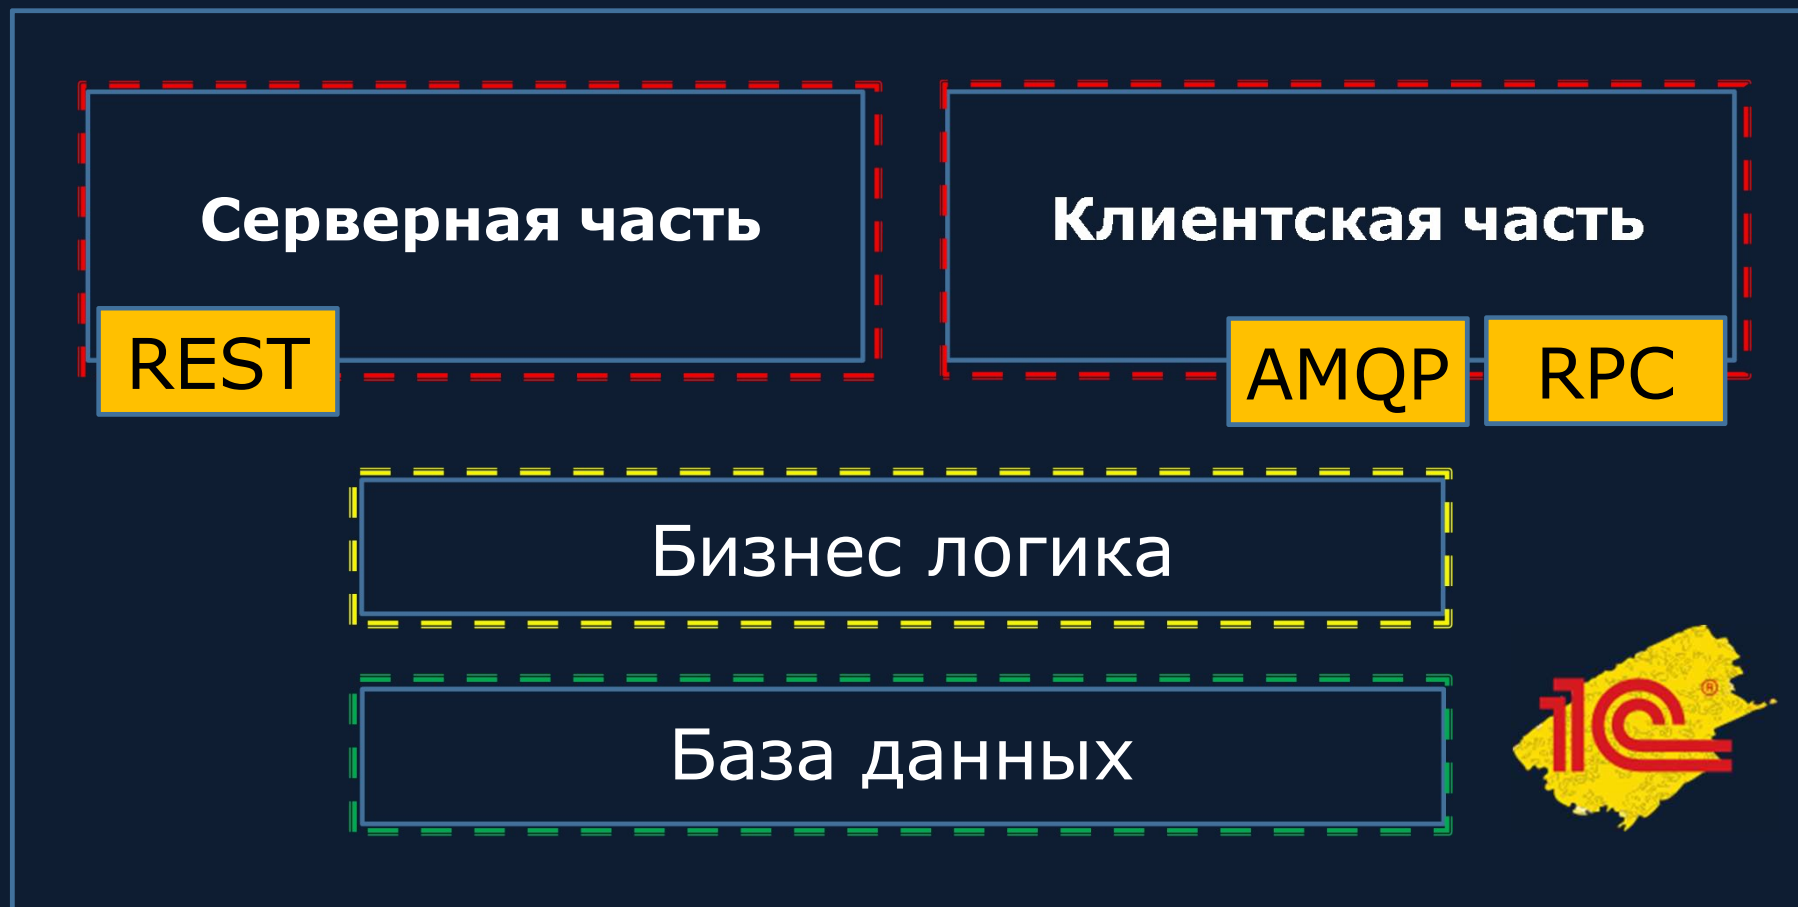 Серверная часть
Клиентская часть
REST
AMQP
RPC
Бизнес логика
База данных
1С®